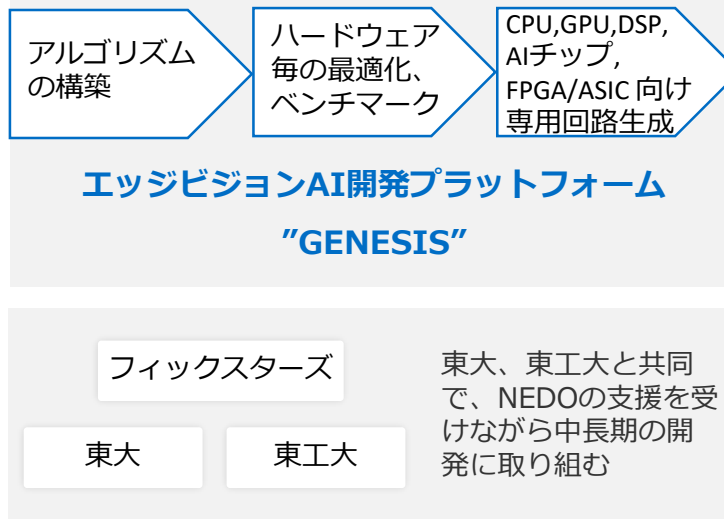 アルゴリズム
の構築
ハードウェア
毎の最適化、
ベンチマーク
CPU,GPU,DSP,
AIチップ,
FPGA/ASIC 向け
専用回路生成
エッジビジョンAI開発プラットフォーム
”GENESIS”
フィックスターズ
東大
東工大
東大、東工大と共同
で、NEDOの支援を受
けながら中長期の開
発に取り組む